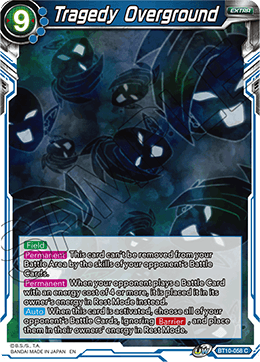 9
Tragedy Overground
EXTRA
Field
Permanent This card can't be removed from your
Battle Area by the skills of your opponent's Battle
Cards.
Permanent When your opponent plays a Battle Card
with an energy cost of 4 or more, it is placed in its
owner's energy in Rest Mode instead.
Auto When this card is activated, choose all of your
opponent's Battle Cards, ignoring Barrier, and place
them in their owners' energy in Rest Mode.
©B.S./S., T.A.
BANDAI MADE IN JAPAN EN
BT10-058 C